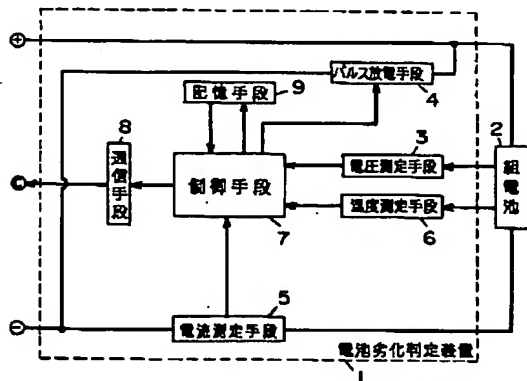 ⊕
パルス放電手段
4
記憶手段
9
8
通信手段
3
2
電圧測定手段
組電池
制御手段
温度測定手段
7
6
Ⓒ
5
⊖
電流測定手段
電池劣化判定装置
1